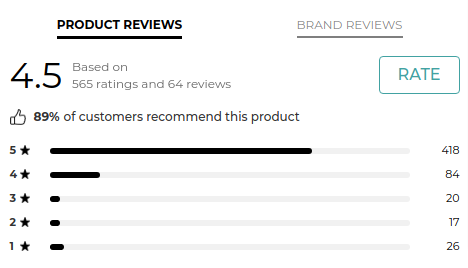 PRODUCT REVIEWS BRAND REVIEWS
4.5 Based on
565 ratings and 64 reviews
RATE
89% of customers recommend this product
5 ★ 418
4 ★ 84
3 ★ 20
2 ★ 17
1 ★ 26